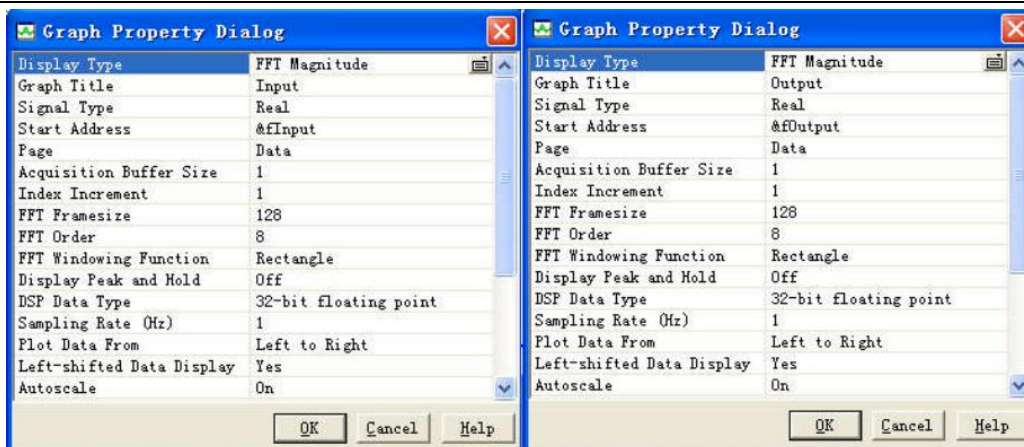 Graph Property Dialog
Display Type FFT Magnitude
Graph Title Input
Signal Type Real
Start Address &fInput
Page Data
Acquisition Buffer Size 1
Index Increment 1
FFT Framesize 128
FFT Order 8
FFT Windowing Function Rectangle
Display Peak and Hold Off
DSP Data Type 32-bit floating point
Sampling Rate (Hz) 1
Plot Data From Left to Right
Left-shifted Data Display Yes
Autoscale On
OK Cancel Help
Graph Property Dialog
Display Type FFT Magnitude
Graph Title Output
Signal Type Real
Start Address &fOutput
Page Data
Acquisition Buffer Size 1
Index Increment 1
FFT Framesize 128
FFT Order 8
FFT Windowing Function Rectangle
Display Peak and Hold Off
DSP Data Type 32-bit floating point
Sampling Rate (Hz) 1
Plot Data From Left to Right
Left-shifted Data Display Yes
Autoscale On
OK Cancel Help